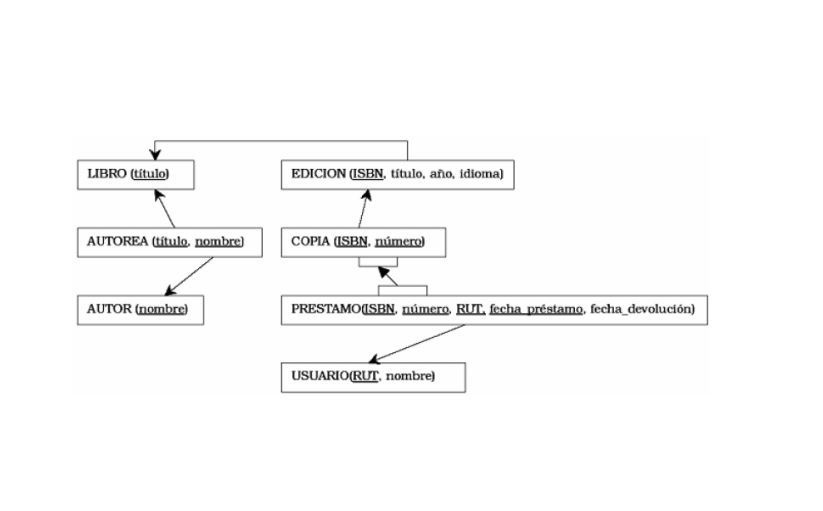 LIBRO (título)
EDICION (ISBN, título, año, idioma)
AUTOREA (título, nombre)
COPIA (ISBN, número)
AUTOR (nombre)
PRESTAMO(ISBN, número, RUT, fecha_préstamo, fecha_devolución)
USUARIO(RUT, nombre)